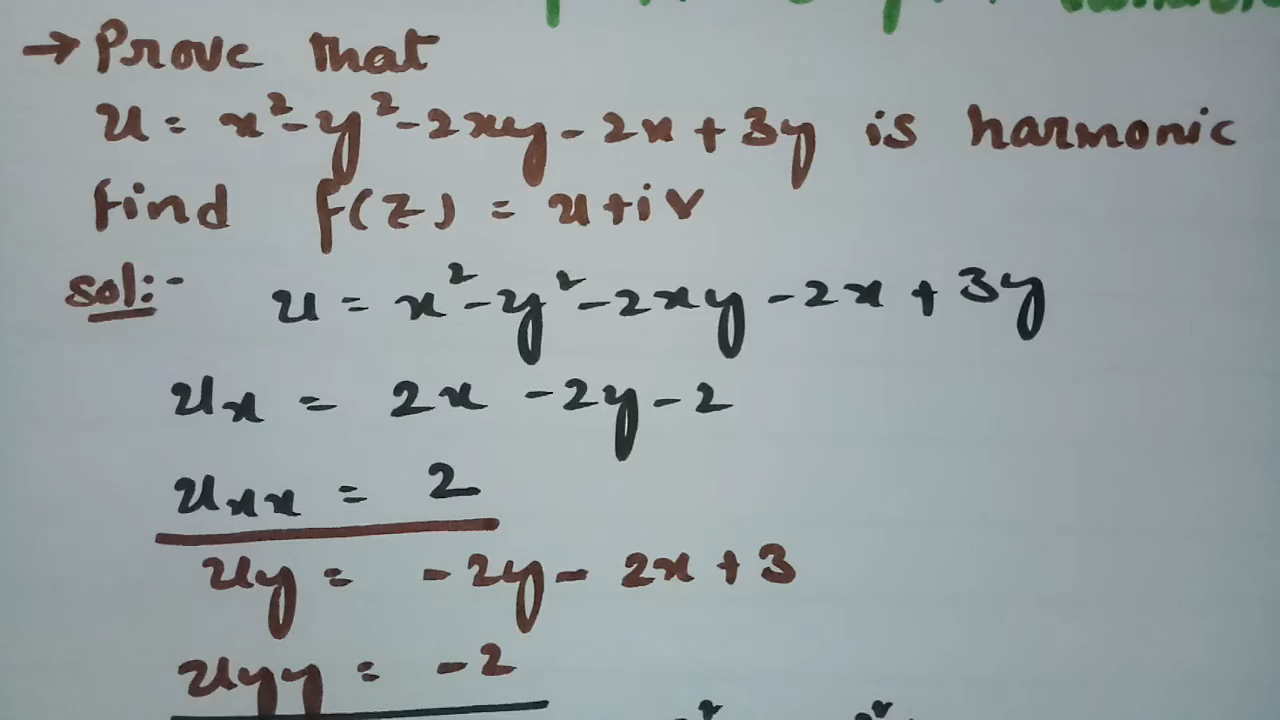 → Prove that
u = x² - y² - 2xy - 2x + 3y is harmonic
find f(z) = u + iv
sol:- u = x² - y² - 2xy - 2x + 3y
uₓ = 2x - 2y - 2
uₓₓ = 2
uy = -2y - 2x + 3
uyy = -2